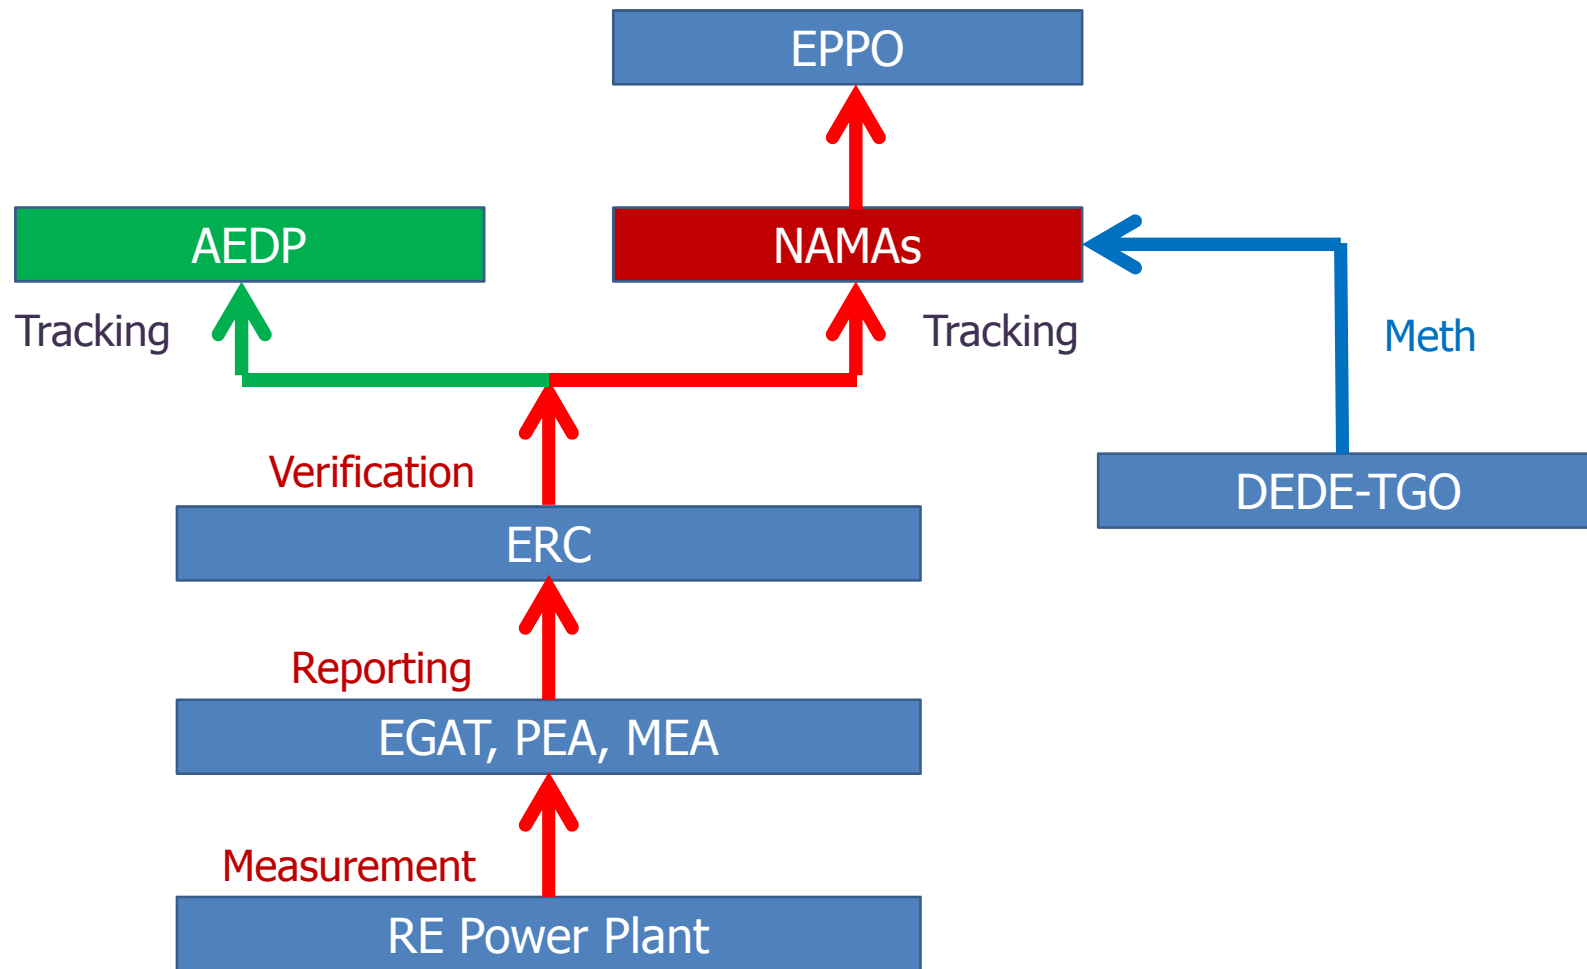 EPPO
AEDP
NAMAs
Tracking
Tracking
Meth
Verification
DEDE-TGO
ERC
Reporting
EGAT, PEA, MEA
Measurement
RE Power Plant